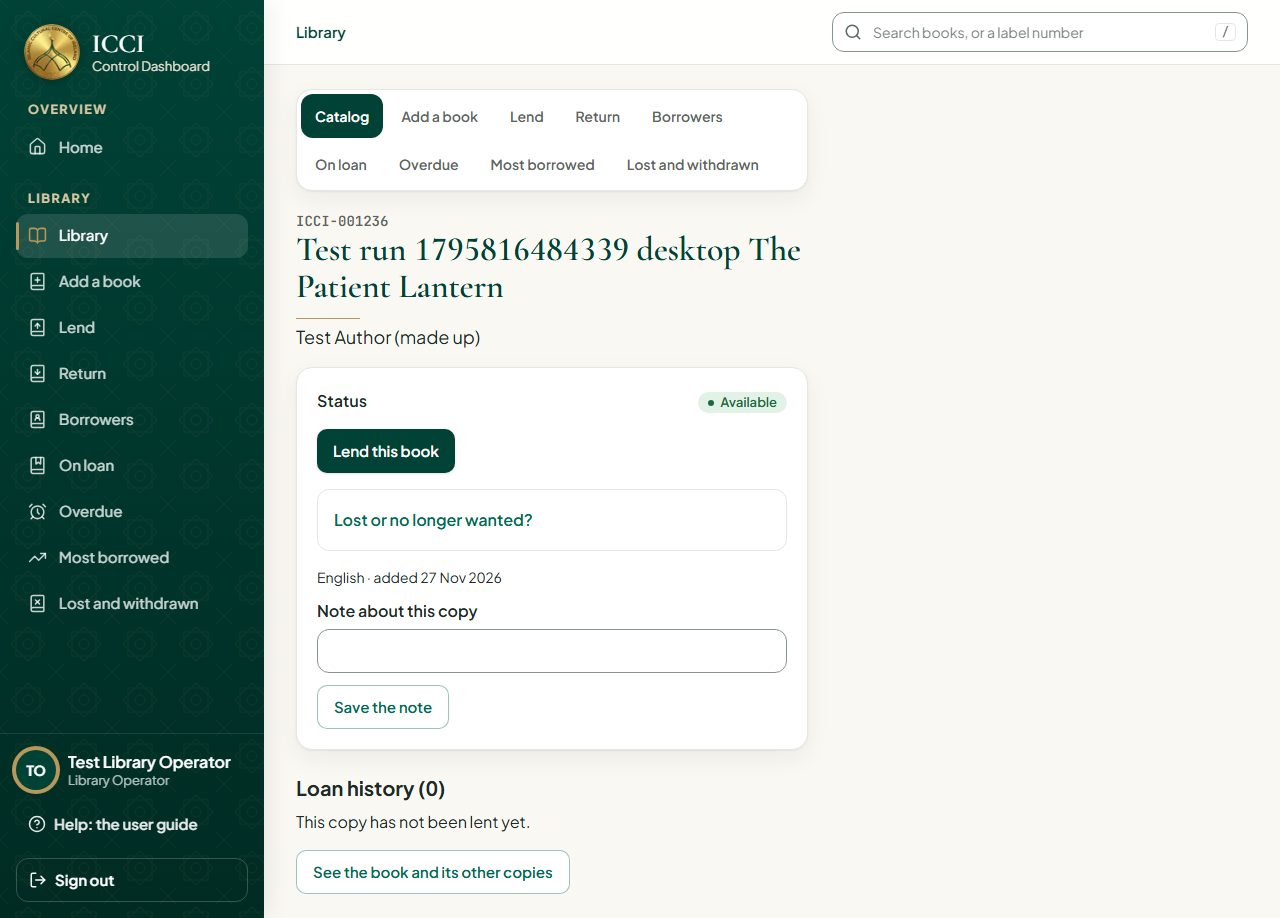 ICCI
Control Dashboard
OVERVIEW
Home
LIBRARY
Library
Add a book
Lend
Return
Borrowers
On loan
Overdue
Most borrowed
Lost and withdrawn
TO
Test Library Operator
Library Operator
Help: the user guide
Sign out
Library
Search books, or a label number
/
Catalog
Add a book
Lend
Return
Borrowers
On loan
Overdue
Most borrowed
Lost and withdrawn
ICCI-001236
Test run 1795816484339 desktop The
Patient Lantern
Test Author (made up)
Status
Available
Lend this book
Lost or no longer wanted?
English · added 27 Nov 2026
Note about this copy
Save the note
Loan history (0)
This copy has not been lent yet.
See the book and its other copies